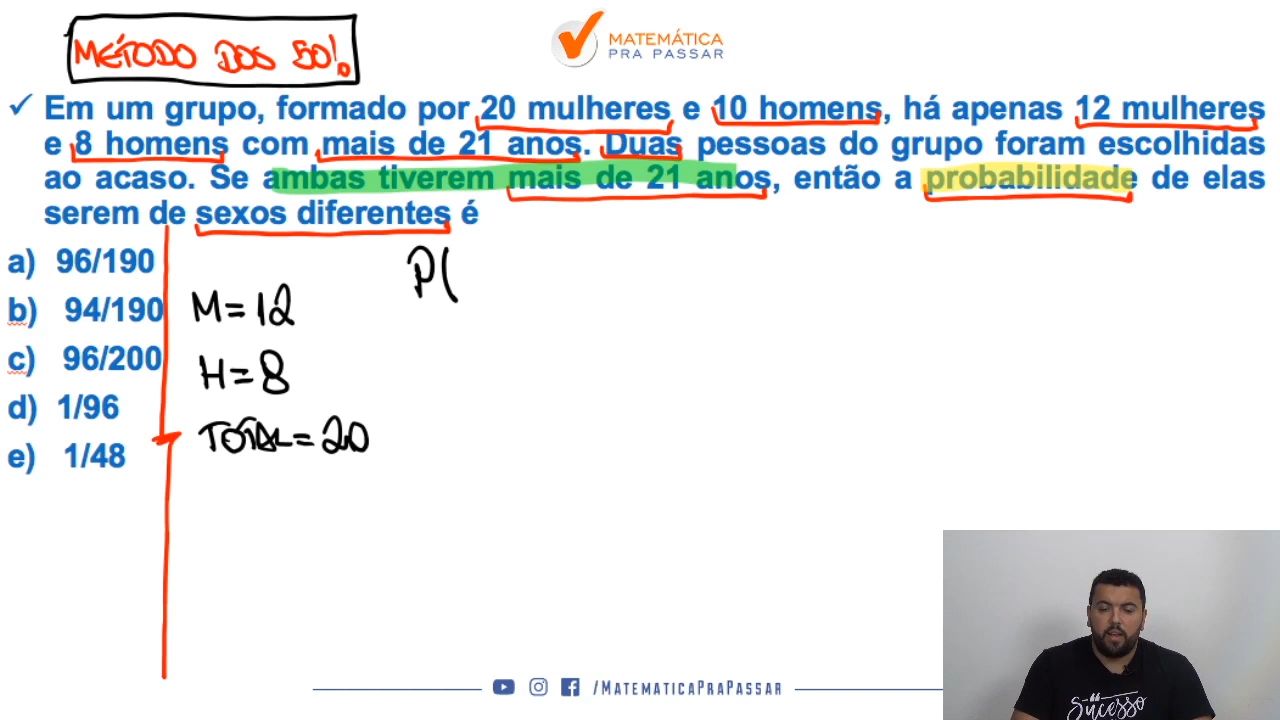 MÉTODO DOS 50!
MATEMÁTICA
PRA PASSAR
✓ Em um grupo, formado por 20 mulheres e 10 homens, há apenas 12 mulheres
e 8 homens com mais de 21 anos. Duas pessoas do grupo foram escolhidas
ao acaso. Se ambas tiverem mais de 21 anos, então a probabilidade de elas
serem de sexos diferentes é
a) 96/190
b) 94/190
c) 96/200
d) 1/96
e) 1/48
P(
M = 12
H = 8
TOTAL = 20
/MATEMATICAPRAPASSAR
Sucesso